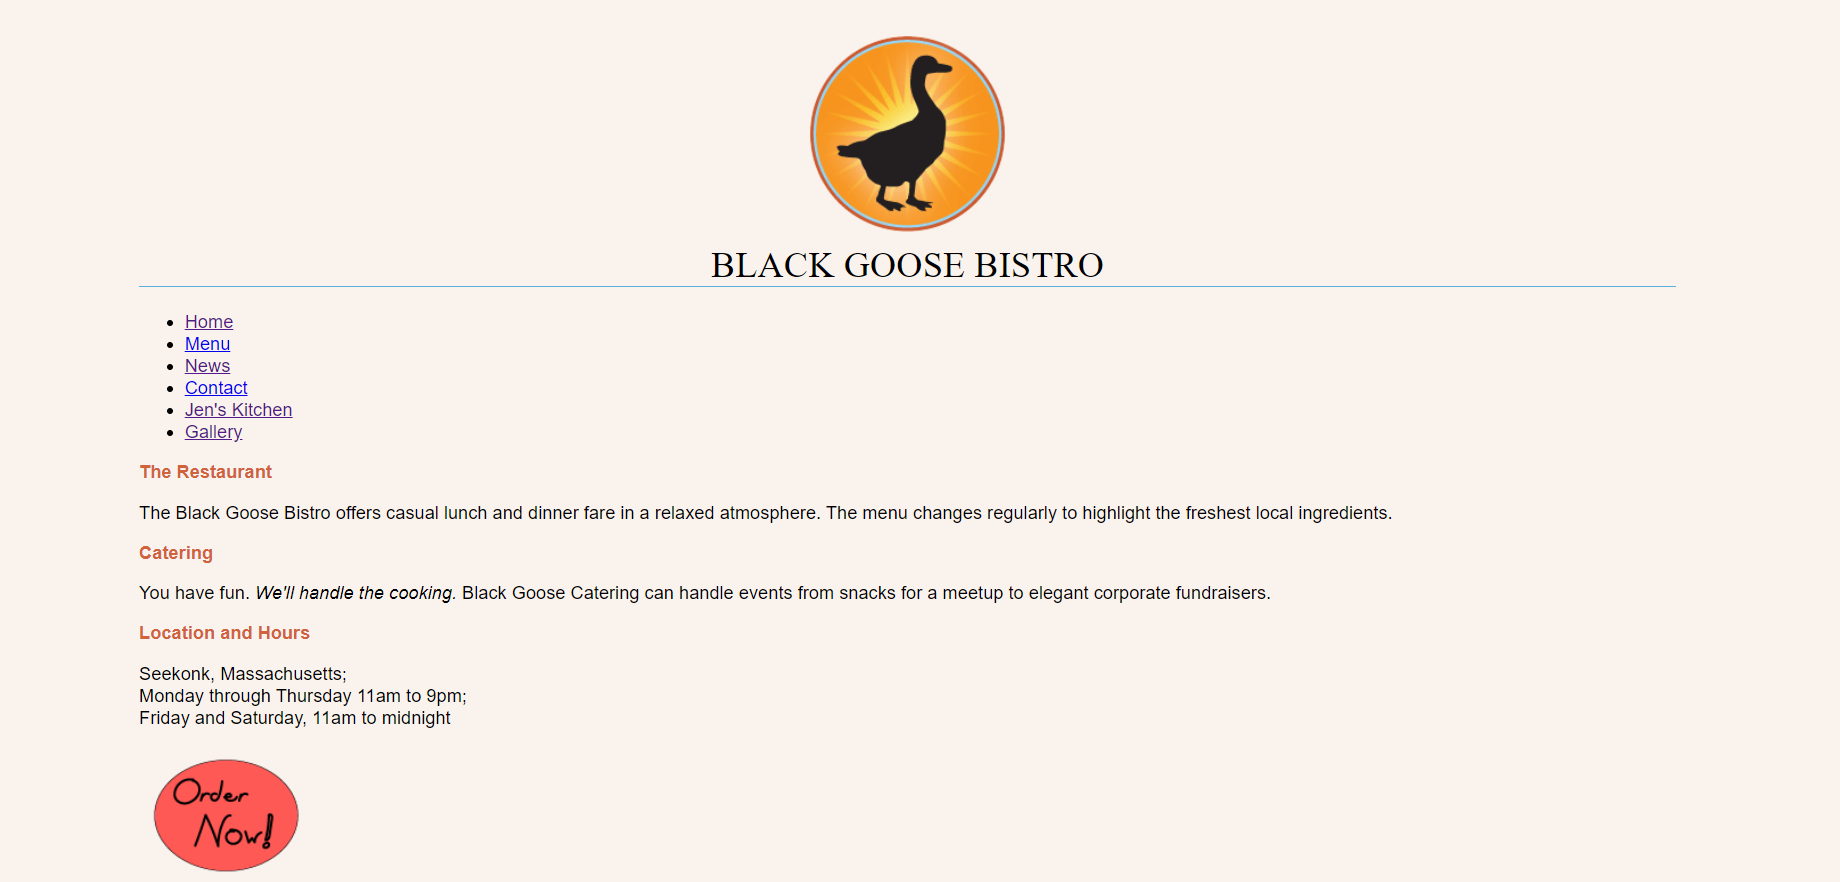 BLACK GOOSE BISTRO
Home
Menu
News
Contact
Jen's Kitchen
Gallery
The Restaurant
The Black Goose Bistro offers casual lunch and dinner fare in a relaxed atmosphere. The menu changes regularly to highlight the freshest local ingredients.
Catering
You have fun. We'll handle the cooking. Black Goose Catering can handle events from snacks for a meetup to elegant corporate fundraisers.
Location and Hours
Seekonk, Massachusetts;
Monday through Thursday 11am to 9pm;
Friday and Saturday, 11am to midnight
Order
Now!